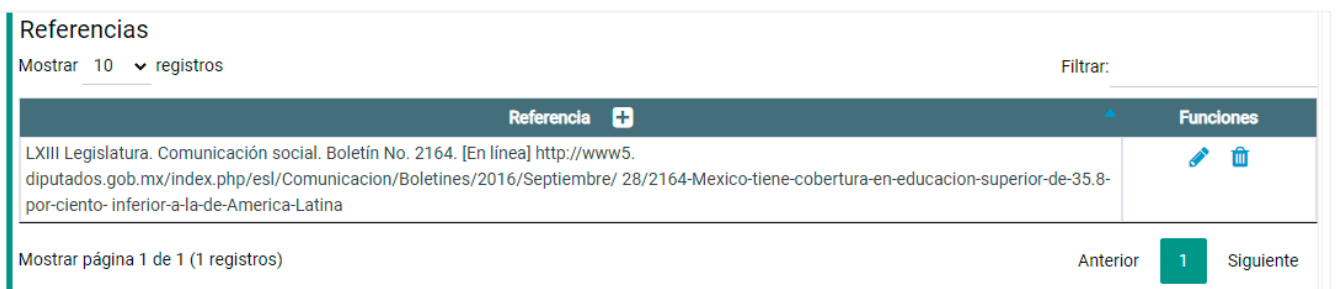 Referencias
Mostrar 10 registros
Filtrar:
Referencia
Funciones
LXIII Legislatura. Comunicación social. Boletín No. 2164. [En línea] http://www5.
diputados.gob.mx/index.php/esl/Comunicacion/Boletines/2016/Septiembre/ 28/2164-Mexico-tiene-cobertura-en-educacion-superior-de-35.8-
por-ciento- inferior-a-la-de-America-Latina
Mostrar página 1 de 1 (1 registros)
Anterior 1 Siguiente